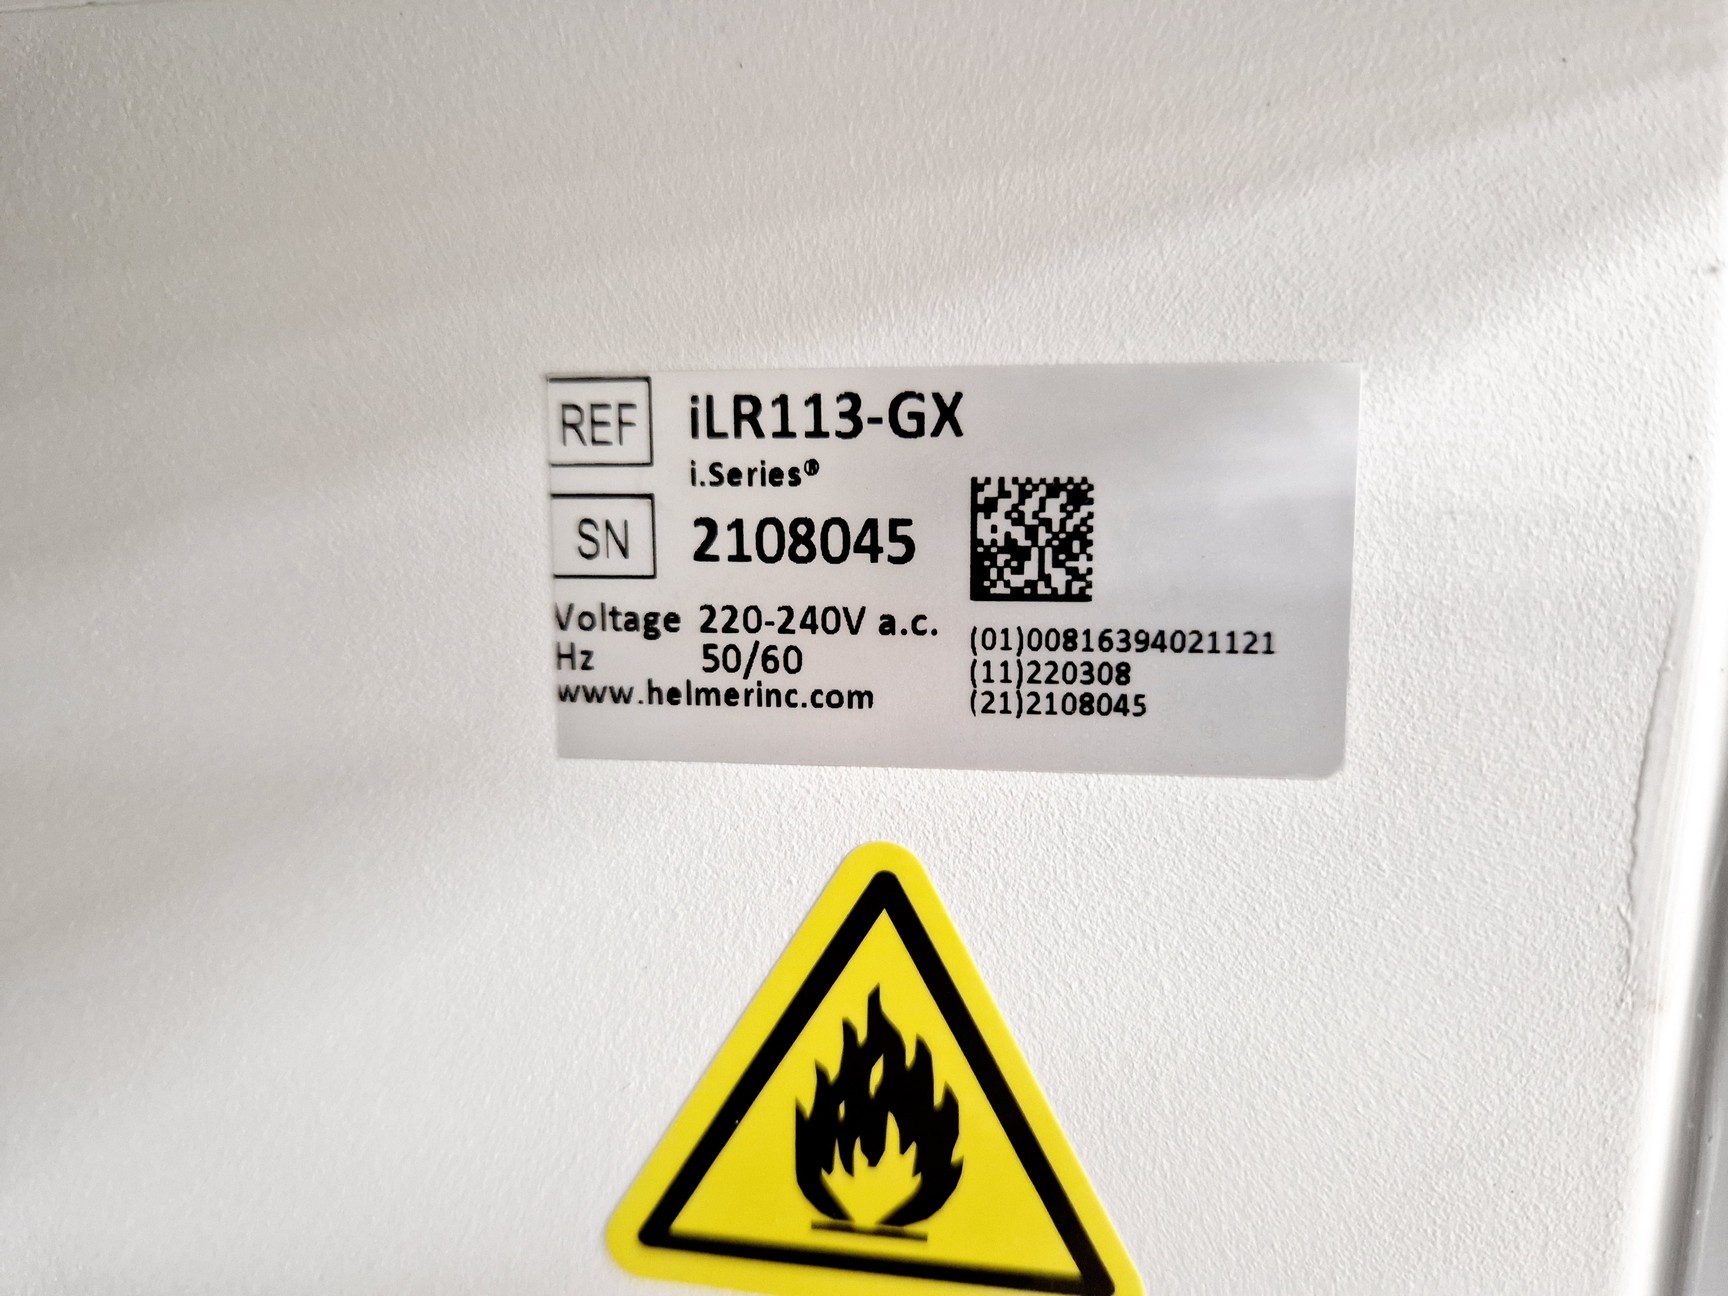 REF iLR113-GX
i.Series®
SN 2108045
Voltage 220-240V a.c.
Hz 50/60
www.helmerinc.com
(01)00816394021121
(11)220308
(21)2108045